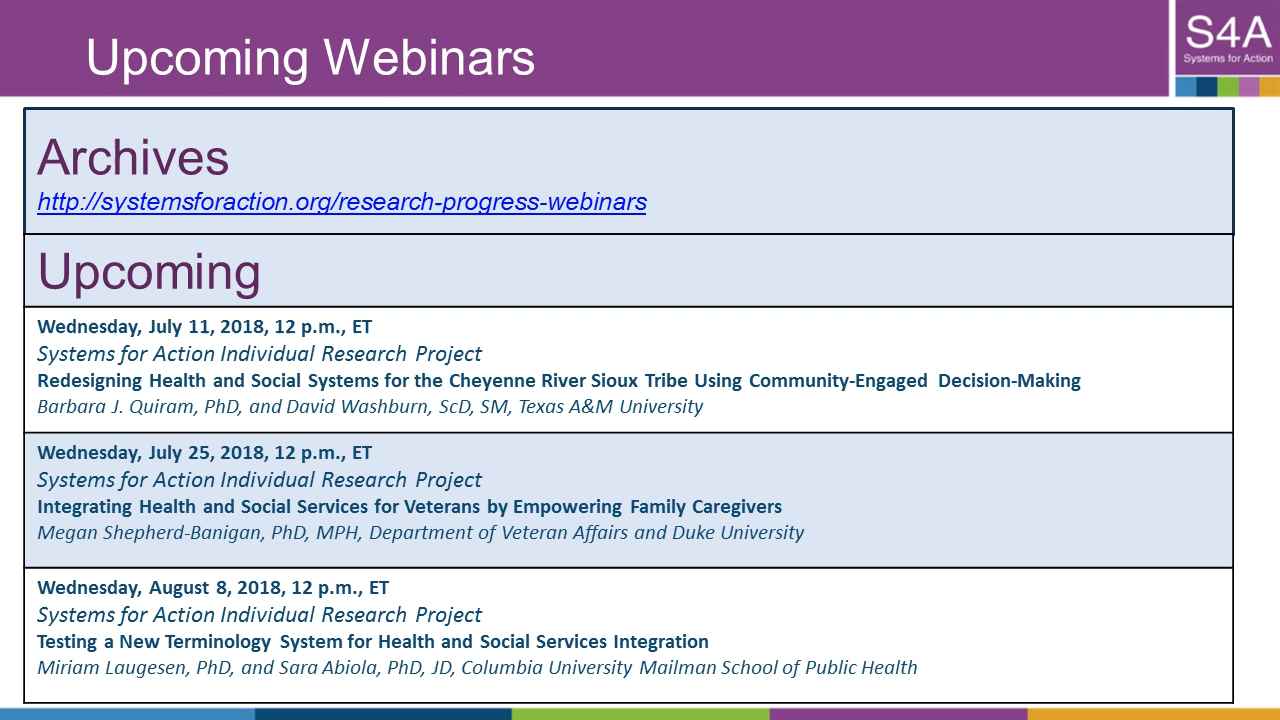 Upcoming Webinars
S4A
Systems for Action
Archives
http://systemsforaction.org/research-progress-webinars
Upcoming
Wednesday, July 11, 2018, 12 p.m., ET
Systems for Action Individual Research Project
Redesigning Health and Social Systems for the Cheyenne River Sioux Tribe Using Community-Engaged Decision-Making
Barbara J. Quiram, PhD, and David Washburn, ScD, SM, Texas A&M University
Wednesday, July 25, 2018, 12 p.m., ET
Systems for Action Individual Research Project
Integrating Health and Social Services for Veterans by Empowering Family Caregivers
Megan Shepherd-Banigan, PhD, MPH, Department of Veteran Affairs and Duke University
Wednesday, August 8, 2018, 12 p.m., ET
Systems for Action Individual Research Project
Testing a New Terminology System for Health and Social Services Integration
Miriam Laugesen, PhD, and Sara Abiola, PhD, JD, Columbia University Mailman School of Public Health